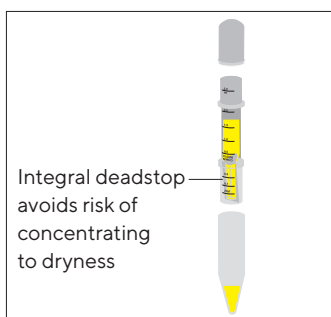 Integral deadstop
avoids risk of
concentrating
to dryness